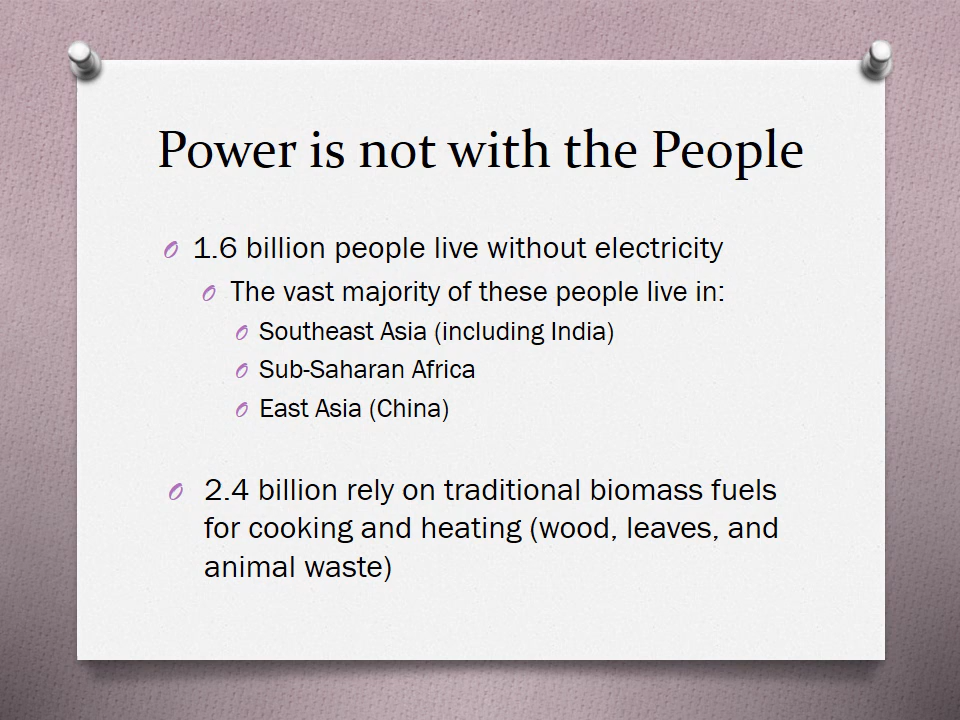 Power is not with the People
1.6 billion people live without electricity
The vast majority of these people live in:
Southeast Asia (including India)
Sub-Saharan Africa
East Asia (China)
2.4 billion rely on traditional biomass fuels
for cooking and heating (wood, leaves, and
animal waste)